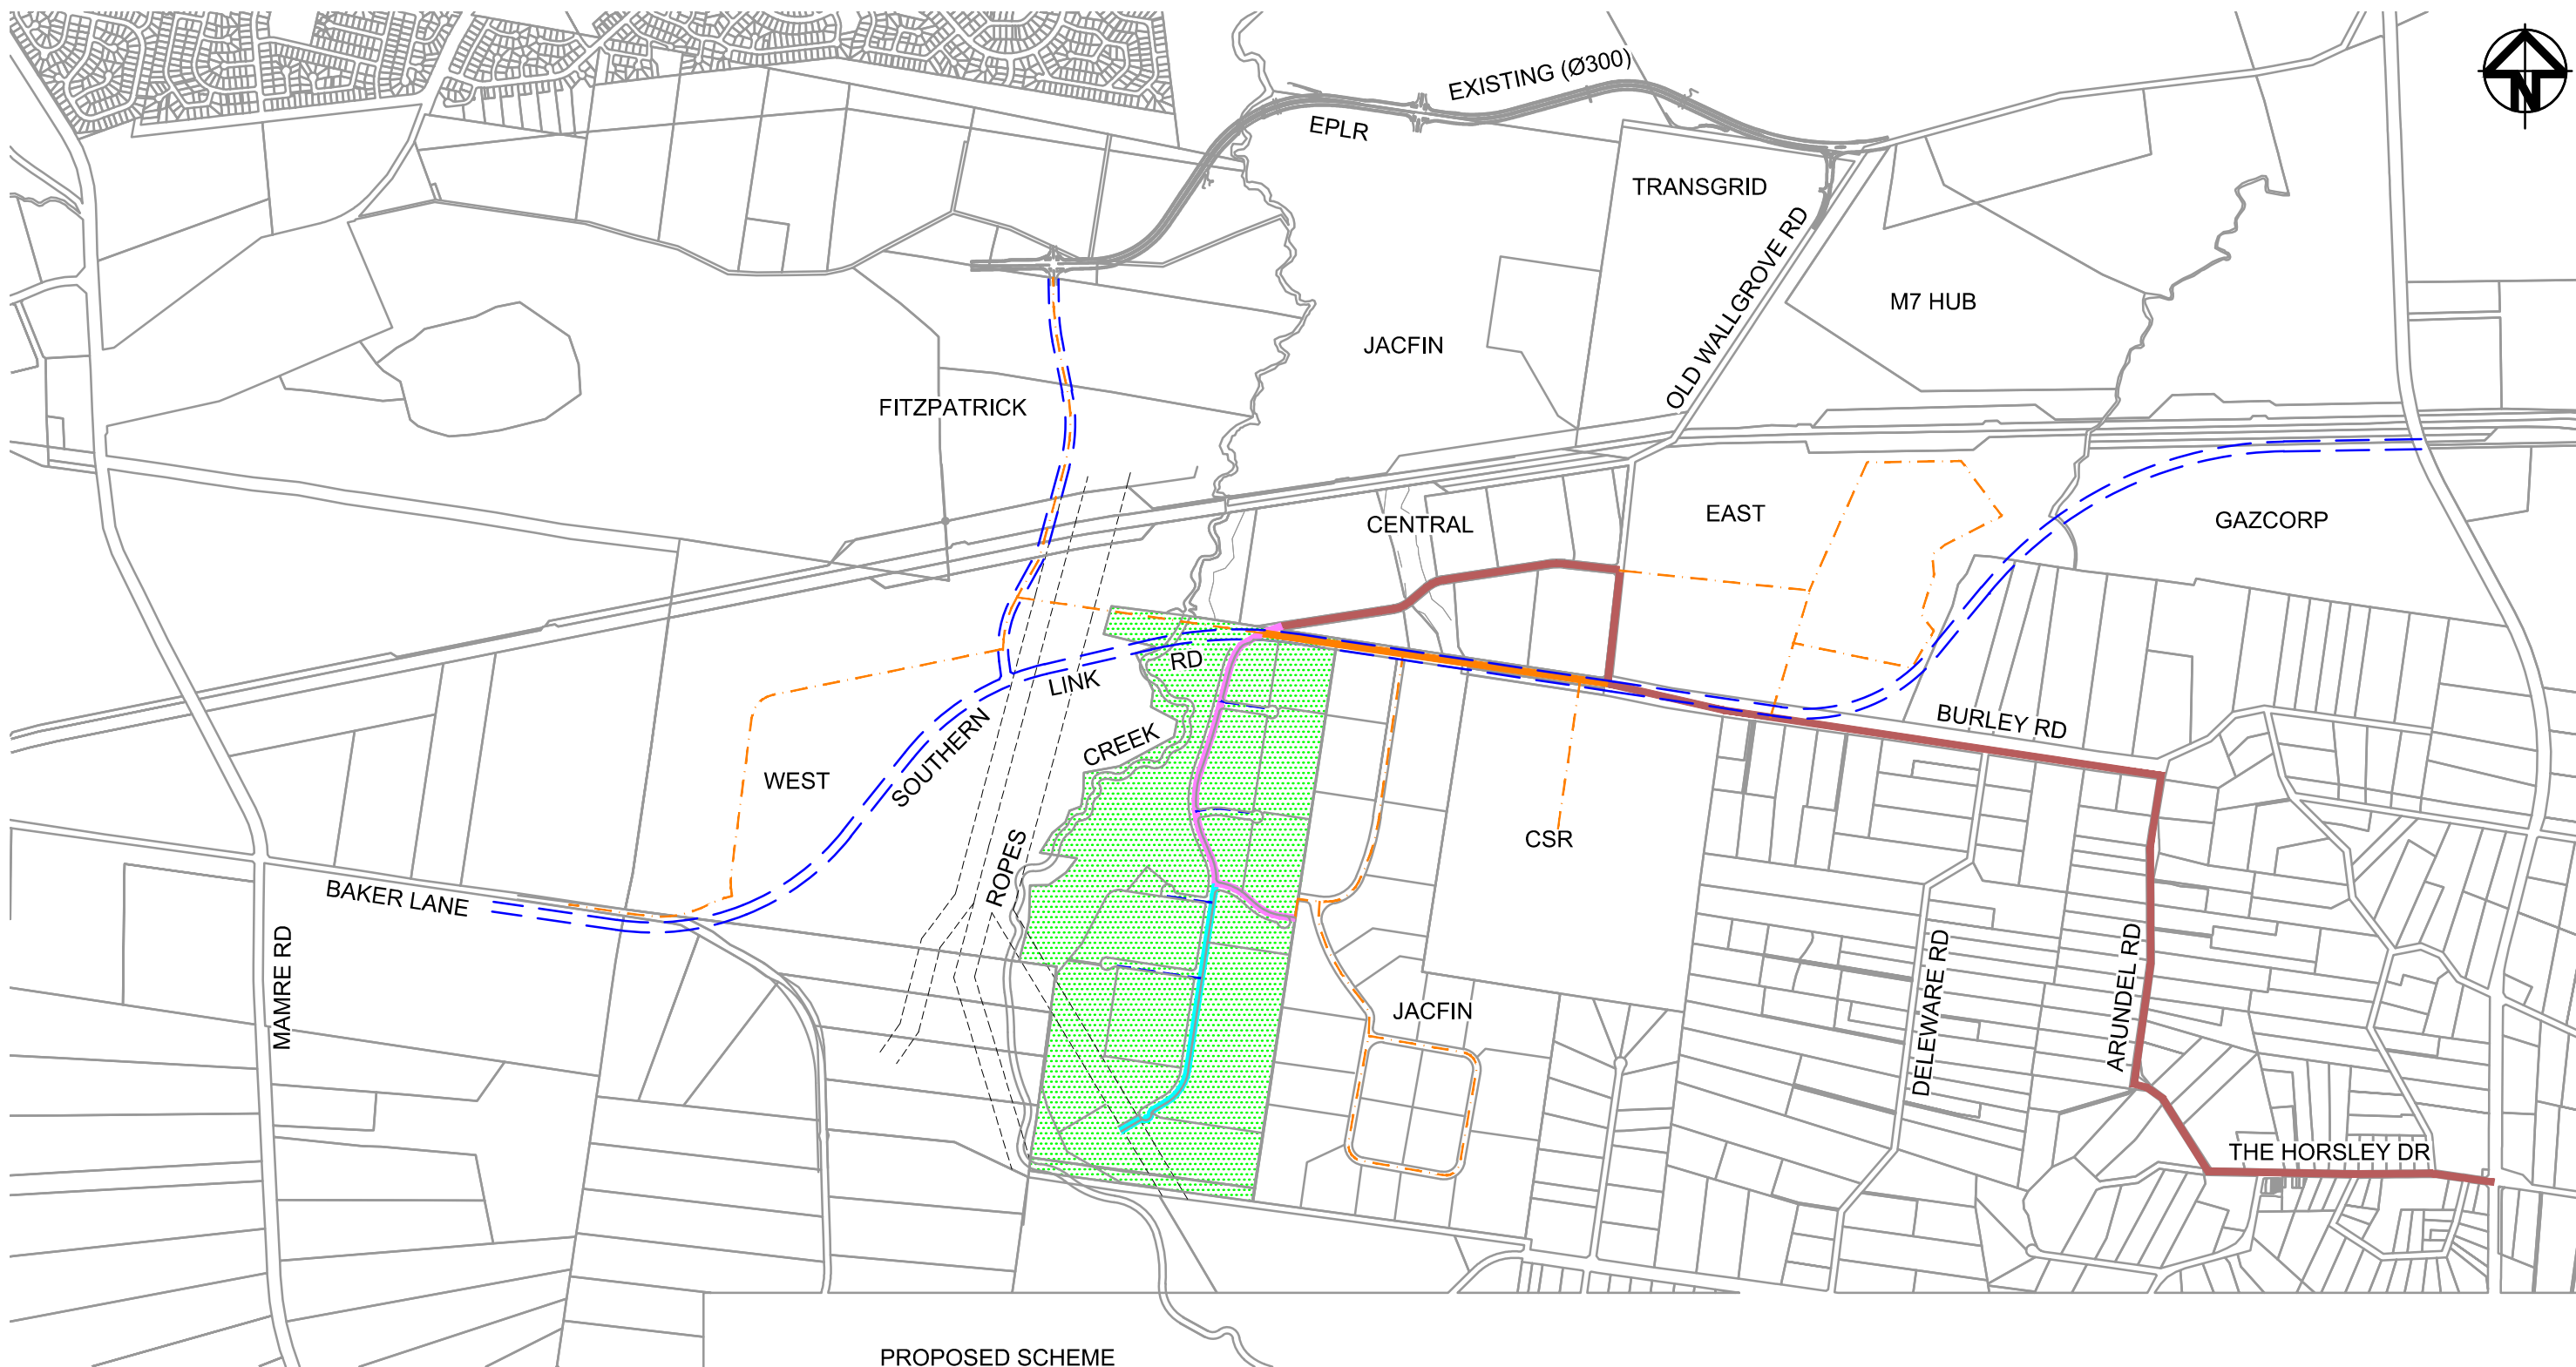 N
EXISTING (Ø300)
EPLR
TRANSGRID
OLD WALLGROVE RD
M7 HUB
JACFIN
FITZPATRICK
CENTRAL
EAST
GAZCORP
RD
LINK
SOUTHERN
CREEK
BURLEY RD
WEST
CSR
ROPES
BAKER LANE
MAMRE RD
DELEWARE RD
ARUNDEL RD
JACFIN
THE HORSLEY DR
PROPOSED SCHEME